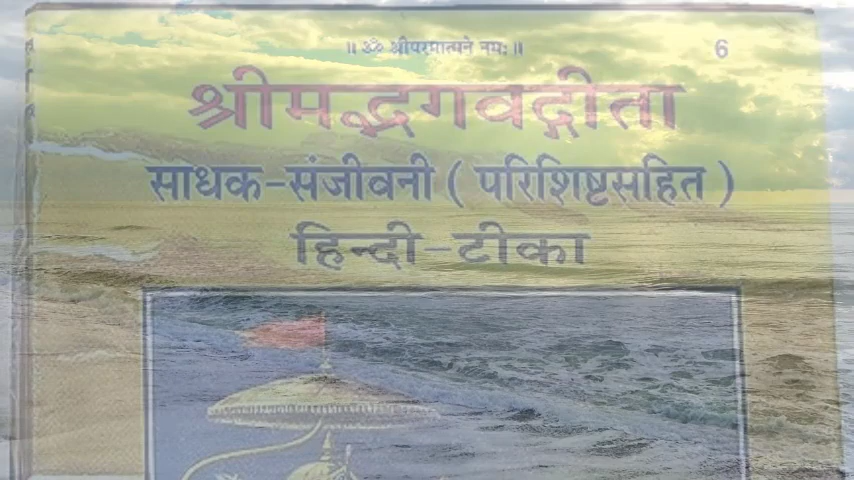 ॥ ॐ श्रीपरमात्मने नमः ॥ 6
श्रीमद्भगवद्गीता
साधक-संजीवनी ( परिशिष्टसहित )
हिन्दी-टीका